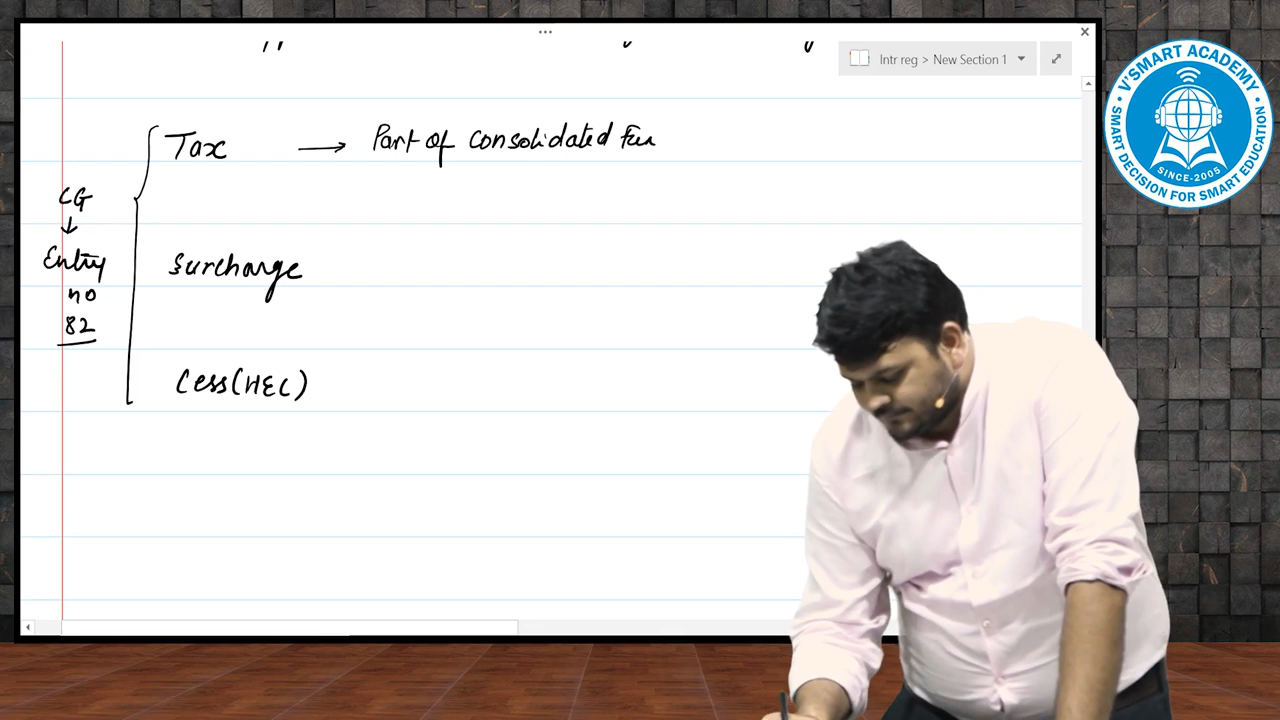 Intr reg > New Section 1
V'SMART ACADEMY
SINCE-2005
SMART DECISION FOR SMART EDUCATION
Tax → Part of consolidated Fun
CG
↓
Entry
no
82
Surcharge
Cess(HEC)